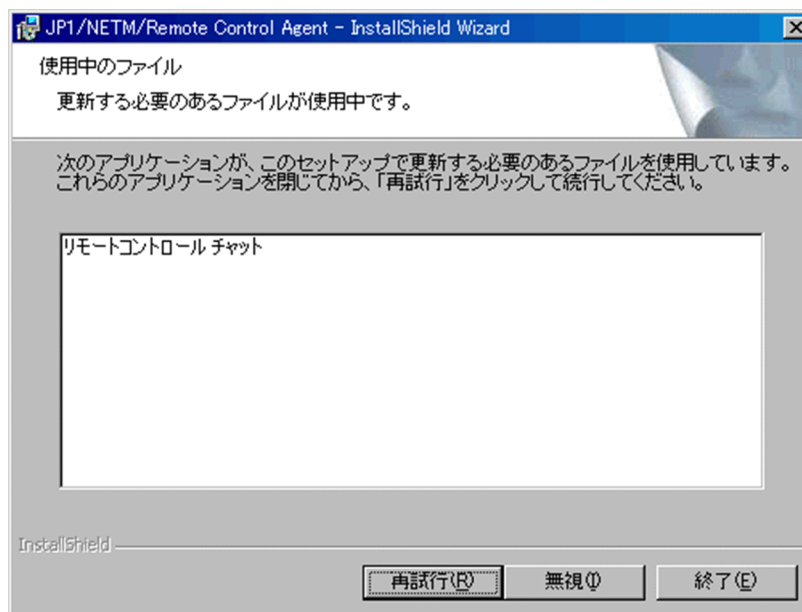 JP1/NETM/Remote Control Agent - InstallShield Wizard
使用中のファイル
更新する必要のあるファイルが使用中です。
次のアプリケーションが、このセットアップで更新する必要のあるファイルを使用しています。
これらのアプリケーションを閉じてから、「再試行」をクリックして続行してください。
リモートコントロール チャット
InstallShield
再試行(R) 無視(I) 終了(E)